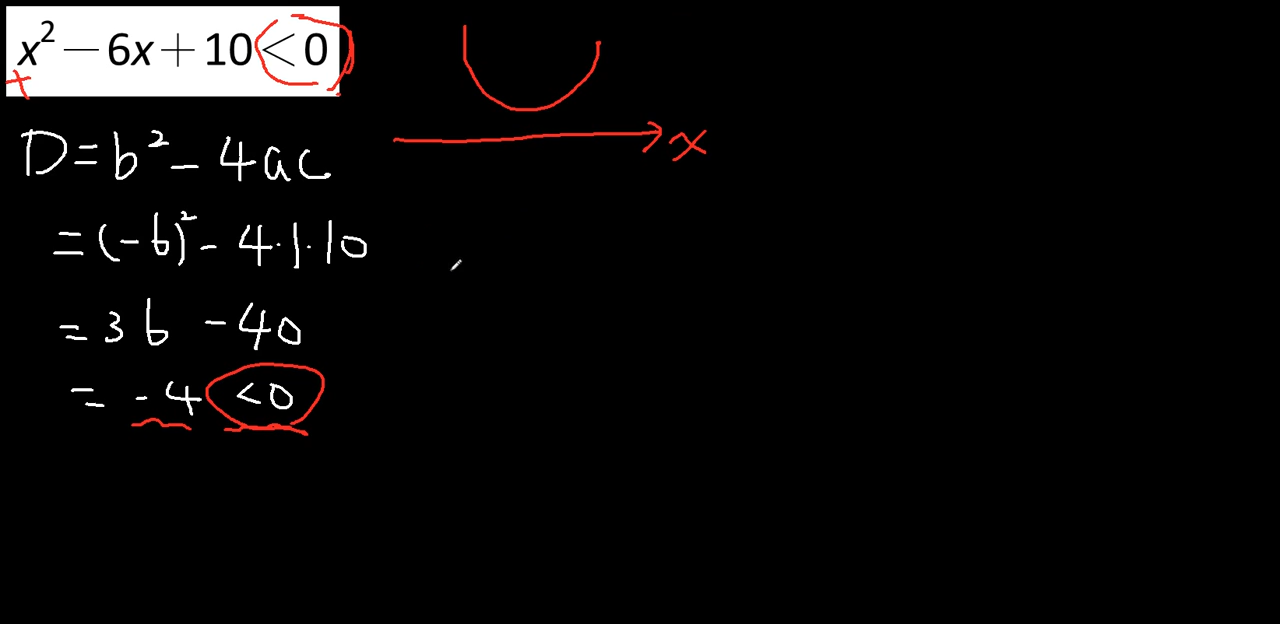 x² − 6x + 10 < 0
+
x
D = b² − 4ac
= (−6)² − 4·1·10
= 36 − 40
= −4 < 0